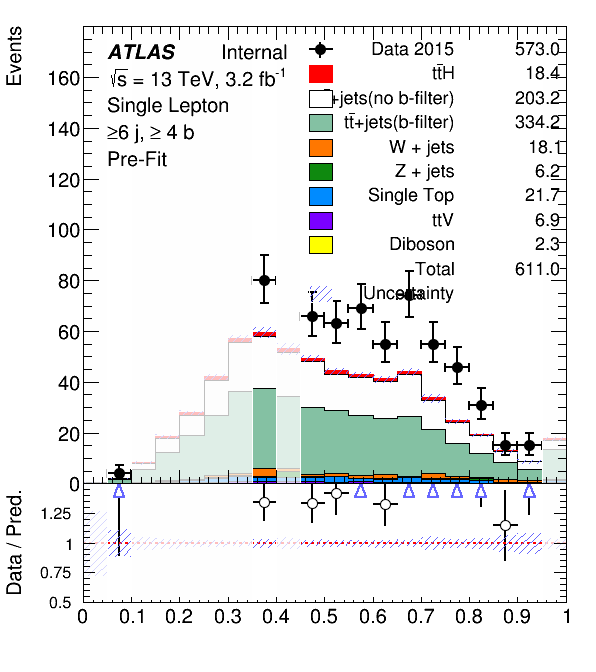 Events
ATLAS Internal
√s = 13 TeV, 3.2 fb-1
Single Lepton
≥6 j, ≥ 4 b
Pre-Fit
Data 2015 573.0
tt̄H 18.4
+jets(no b-filter) 203.2
tt̄+jets(b-filter) 334.2
W + jets 18.1
Z + jets 6.2
Single Top 21.7
ttV 6.9
Diboson 2.3
Total 611.0
Uncertainty
160
140
120
100
80
60
40
20
0
Data / Pred.
1.25
1
0.75
0.5
0 0.1 0.2 0.3 0.4 0.5 0.6 0.7 0.8 0.9 1